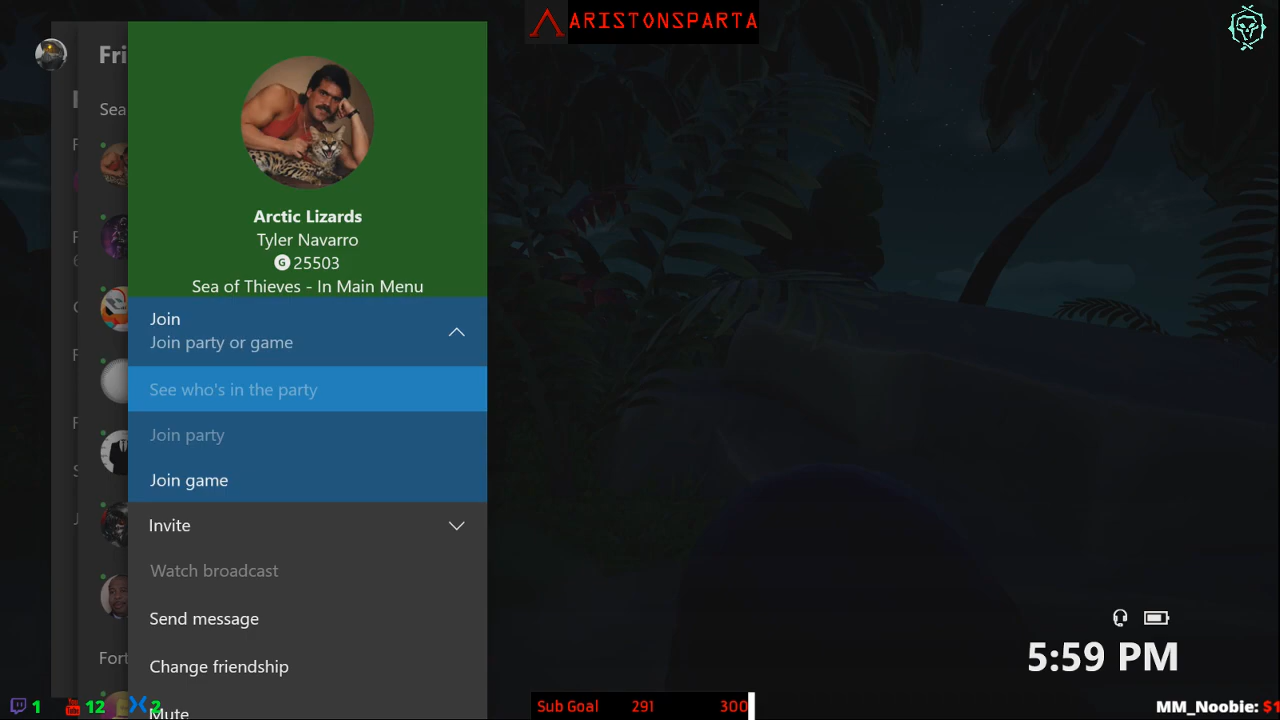 ARISTONSPARTA
Fri
Sea
Arctic Lizards
Tyler Navarro
G 25503
Sea of Thieves - In Main Menu
Join
Join party or game
See who's in the party
Join party
Join game
Invite
Watch broadcast
Send message
Change friendship
Fort
Mute
5:59 PM
1 12 2
Sub Goal 291 300
MM_Noobie: $1